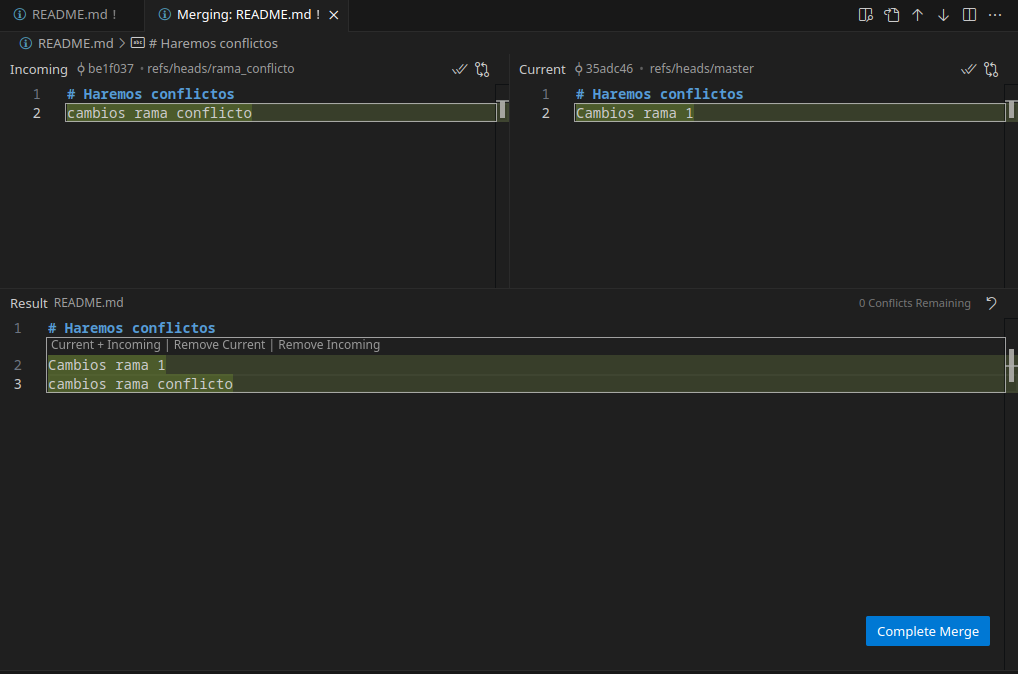 README.md !
Merging: README.md !
README.md > # Haremos conflictos
Incoming be1f037 • refs/heads/rama_conflicto
1 # Haremos conflictos
2 cambios rama conflicto
Current 35adc46 • refs/heads/master
1 # Haremos conflictos
2 Cambios rama 1
Result README.md
0 Conflicts Remaining
1 # Haremos conflictos
Current + Incoming | Remove Current | Remove Incoming
2 Cambios rama 1
3 cambios rama conflicto
Complete Merge